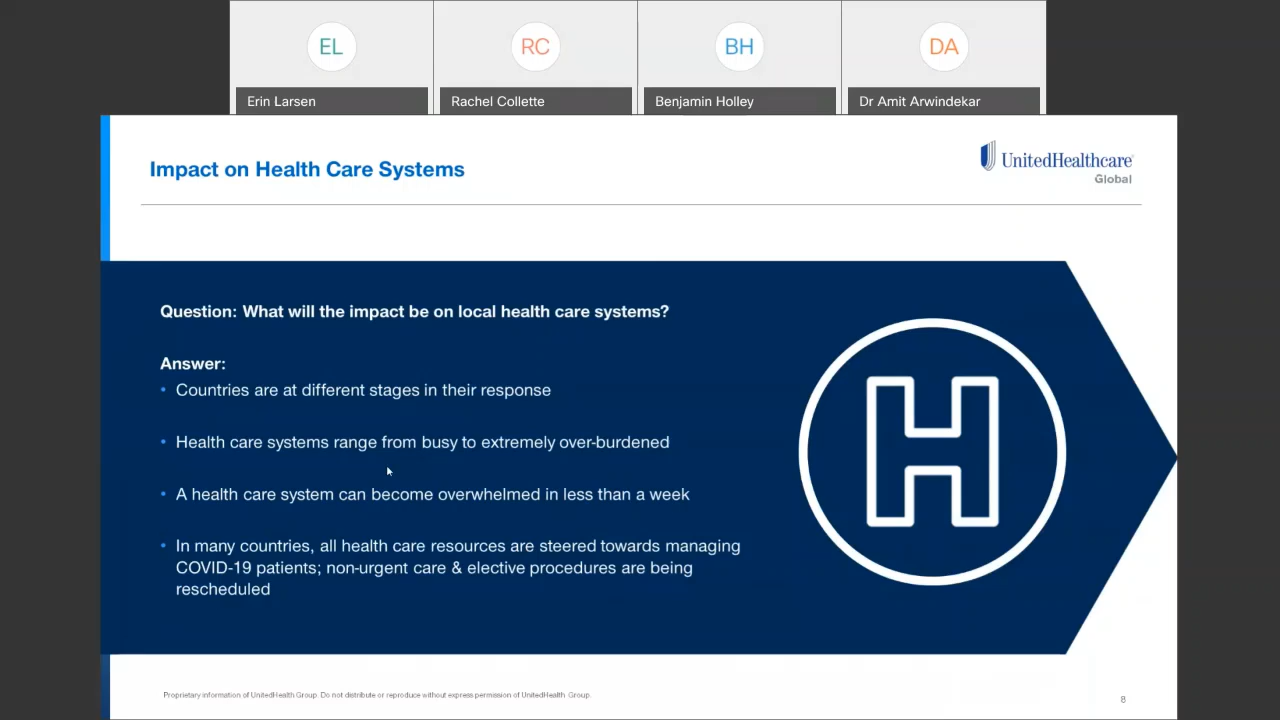 EL
RC
BH
DA
Erin Larsen
Rachel Collette
Benjamin Holley
Dr Amit Arwindekar
Impact on Health Care Systems
UnitedHealthcare
Global
Question: What will the impact be on local health care systems?
Answer:
• Countries are at different stages in their response
• Health care systems range from busy to extremely over-burdened
• A health care system can become overwhelmed in less than a week
• In many countries, all health care resources are steered towards managing
COVID-19 patients; non-urgent care & elective procedures are being
rescheduled
H
Proprietary information of UnitedHealth Group. Do not distribute or reproduce without express permission of UnitedHealth Group.
8